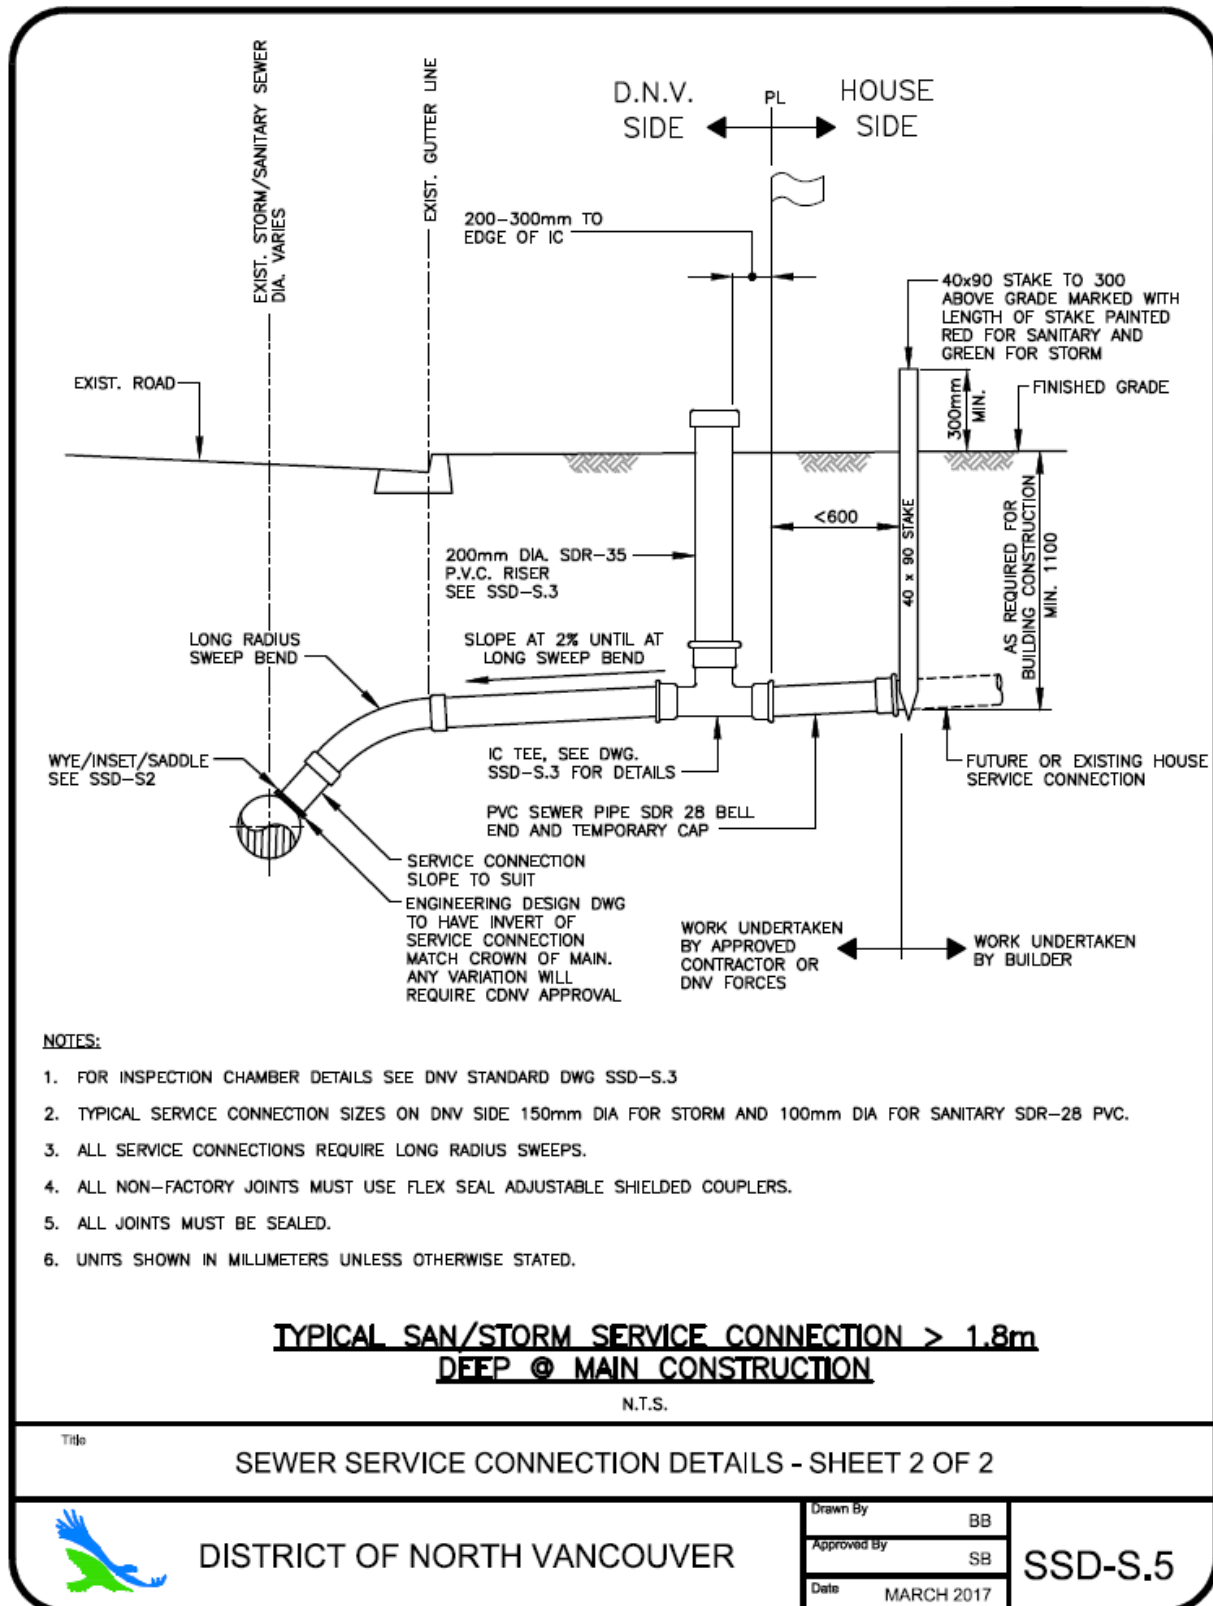 D.N.V.
SIDE
PL
HOUSE
SIDE
EXIST. STORM/SANITARY SEWER
DIA. VARIES
EXIST. GUTTER LINE
200-300mm TO
EDGE OF IC
40x90 STAKE TO 300
ABOVE GRADE MARKED WITH
LENGTH OF STAKE PAINTED
RED FOR SANITARY AND
GREEN FOR STORM
EXIST. ROAD
300mm
MIN.
FINISHED GRADE
<600
40 x 90 STAKE
AS REQUIRED FOR
BUILDING CONSTRUCTION
MIN. 1100
200mm DIA. SDR-35
P.V.C. RISER
SEE SSD-S.3
LONG RADIUS
SWEEP BEND
SLOPE AT 2% UNTIL AT
LONG SWEEP BEND
WYE/INSET/SADDLE
SEE SSD-S2
IC TEE, SEE DWG.
SSD-S.3 FOR DETAILS
FUTURE OR EXISTING HOUSE
SERVICE CONNECTION
PVC SEWER PIPE SDR 28 BELL
END AND TEMPORARY CAP
SERVICE CONNECTION
SLOPE TO SUIT
ENGINEERING DESIGN DWG
TO HAVE INVERT OF
SERVICE CONNECTION
MATCH CROWN OF MAIN.
ANY VARIATION WILL
REQUIRE CDNV APPROVAL
WORK UNDERTAKEN
BY APPROVED
CONTRACTOR OR
DNV FORCES
WORK UNDERTAKEN
BY BUILDER
NOTES:
1. FOR INSPECTION CHAMBER DETAILS SEE DNV STANDARD DWG SSD-S.3
2. TYPICAL SERVICE CONNECTION SIZES ON DNV SIDE 150mm DIA FOR STORM AND 100mm DIA FOR SANITARY SDR-28 PVC.
3. ALL SERVICE CONNECTIONS REQUIRE LONG RADIUS SWEEPS.
4. ALL NON-FACTORY JOINTS MUST USE FLEX SEAL ADJUSTABLE SHIELDED COUPLERS.
5. ALL JOINTS MUST BE SEALED.
6. UNITS SHOWN IN MILLIMETERS UNLESS OTHERWISE STATED.
TYPICAL SAN/STORM SERVICE CONNECTION > 1.8m
DEEP @ MAIN CONSTRUCTION
N.T.S.
Title
SEWER SERVICE CONNECTION DETAILS - SHEET 2 OF 2
DISTRICT OF NORTH VANCOUVER
Drawn By
BB
Approved By
SB
Date
MARCH 2017
SSD-S.5